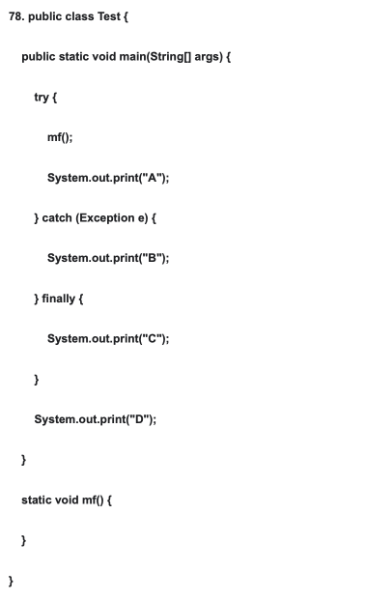 78. public class Test {
public static void main(String[] args) {
try {
mf();
System.out.print("A");
} catch (Exception e) {
System.out.print("B");
} finally {
System.out.print("C");
}
System.out.print("D");
}
static void mf() {
}
}